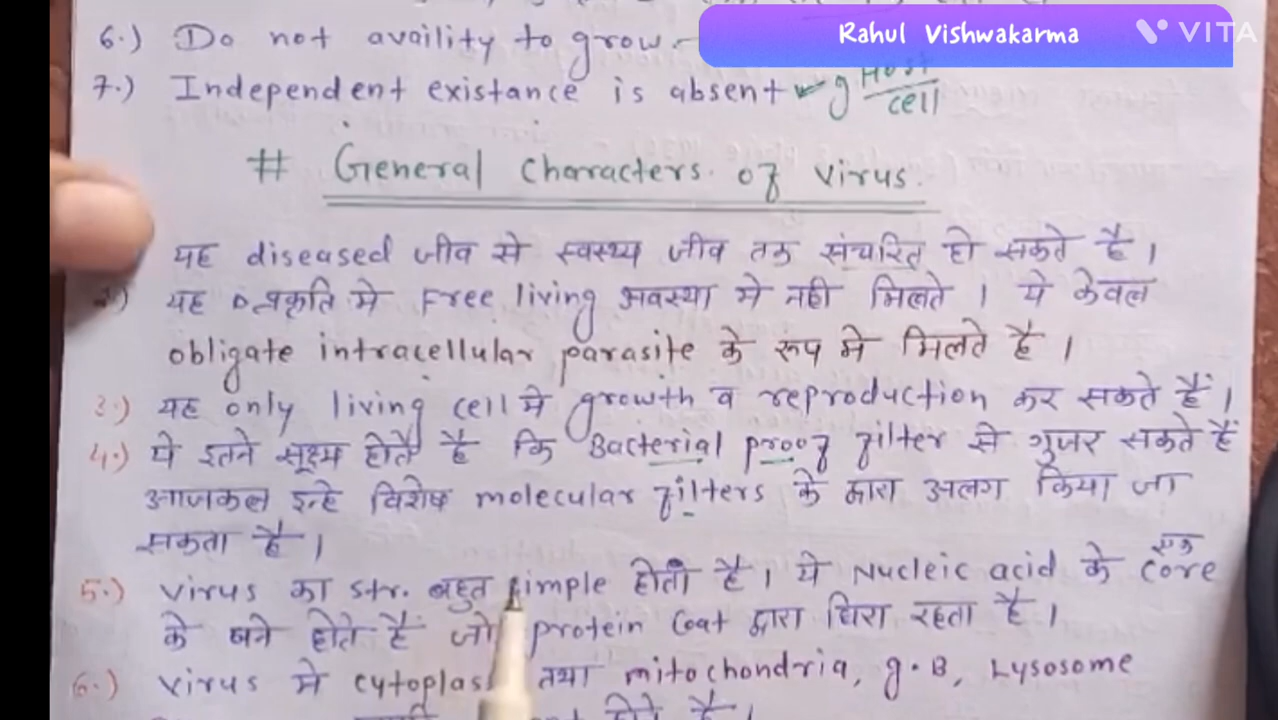 6.) Do not avality to grow.
Rahul Vishwakarma
VITA
7.) Independent existance is absent g Host
cell
# General Characters of Virus.
यह diseased जीव से स्वस्थ्य जीव तक संचरित हो सकते है ।
2) यह प्रकृति मे Free living अवस्था मे नही मिलते । ये केवल
obligate intracellular parasite के रूप मे मिलते है ।
3.) यह only living cell मे growth व reproduction कर सकते हैं ।
4.) ये इतने सूक्ष्म होते है कि Bacterial proof filter से गुजर सकते हैं
आजकल इन्हे विशेष molecular filters के द्वारा अलग किया जा
सकता है ।
5.) Virus का str. बहुत simple होती है । ये Nucleic acid के एक core
के बने होते है जो protein coat द्वारा घिरा रहता है ।
6.) Virus मे cytoplas तथा mitochondria, g.B, Lysosome